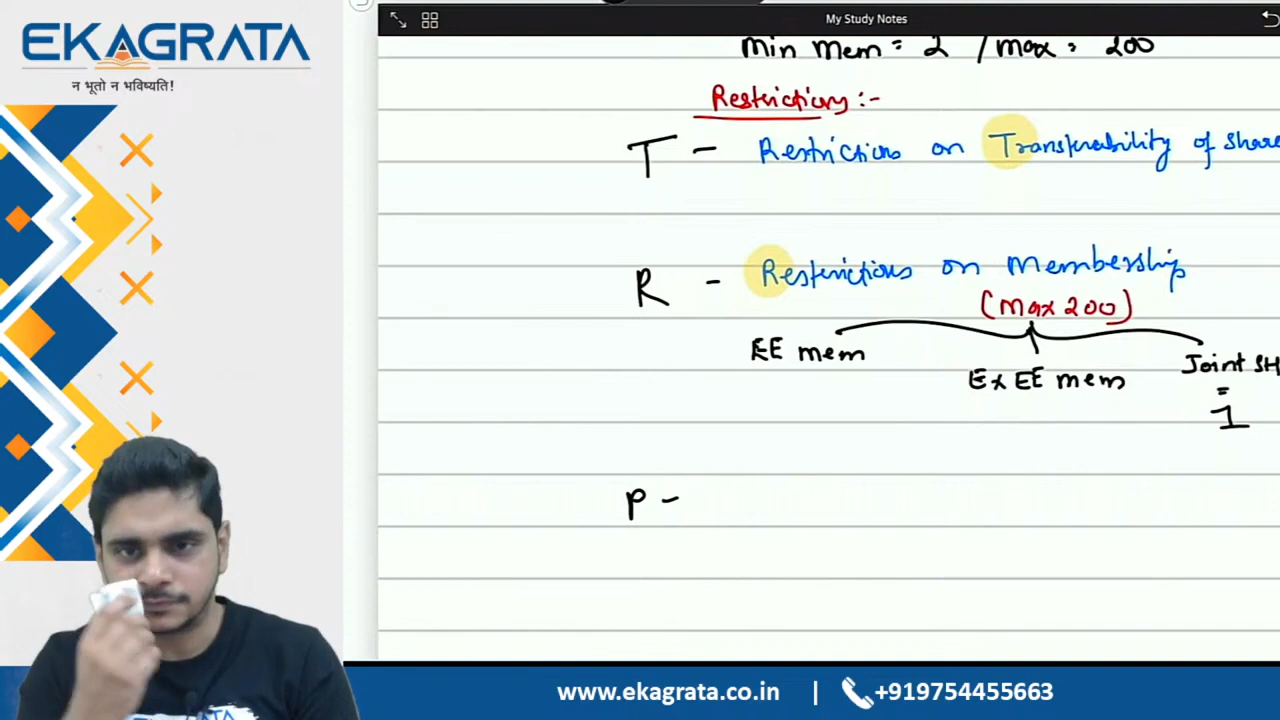 EKAGRATA
न भूतो न भविष्यति!
My Study Notes
Min Mem = 2 / Max = 200
Restrictions :-
T - Restrictions on Transferability of Share
R - Restrictions on Membership
(Max 200)
EE mem
Ex EE mem
Joint SH
=
1
P -
www.ekagrata.co.in | +919754455663